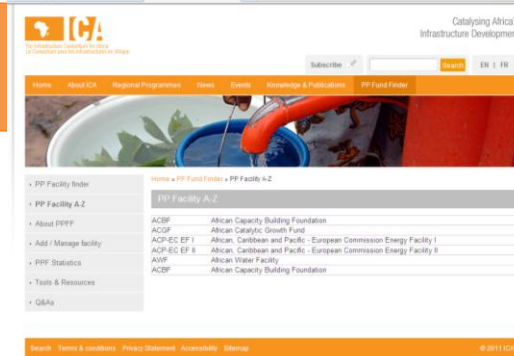 ICA
The Infrastructure Consortium for Africa
Le Consortium pour les Infrastructures en Afrique
Catalysing Africa'
Infrastructure Developmen
Subscribe
Search
EN | FR
Home
About ICA
Regional Programmes
News
Events
Knowledge & Publications
PP Fund Finder
Home » PP Fund Finder » PP Facility A-Z
PP Facility finder
PP Facility A-Z
About PPFF
Add / Manage facility
PPF Statistics
Tools & Resources
Q&As
PP Facility A-Z
ACBF African Capacity Building Foundation
ACGF African Catalytic Growth Fund
ACP-EC EF I African, Caribbean and Pacific - European Commission Energy Facility I
ACP-EC EF II African, Caribbean and Pacific - European Commission Energy Facility II
AWF African Water Facility
ACBF African Capacity Building Foundation
Search Terms & conditions Privacy Statement Accessibility Sitemap
© 2011 ICA